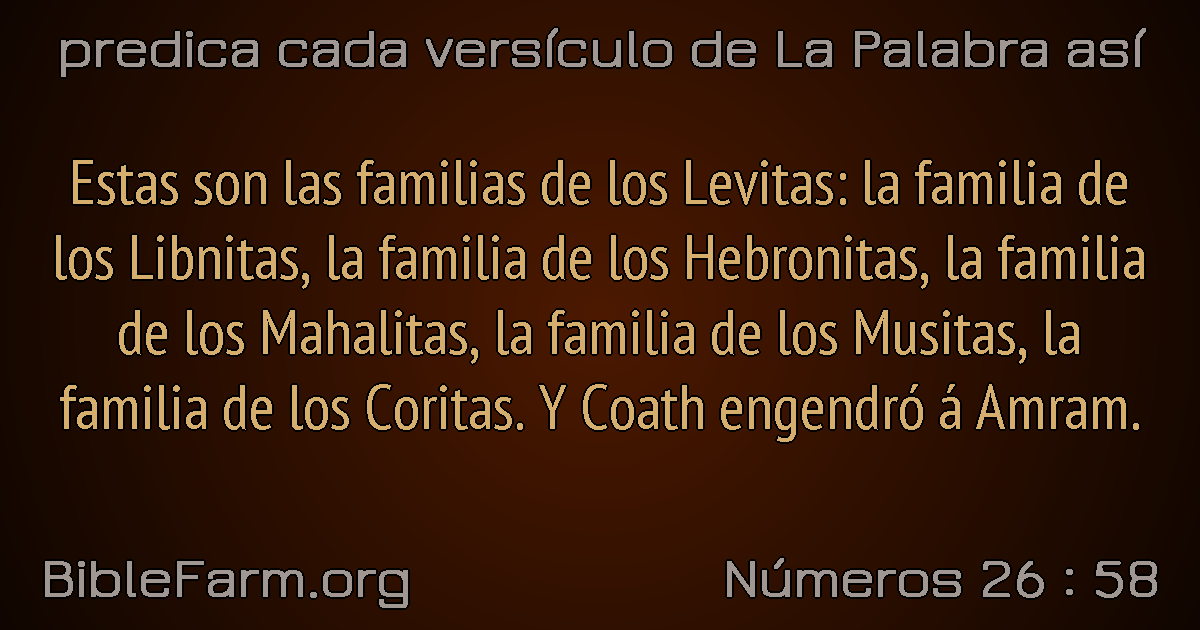 predica cada versículo de La Palabra así
Estas son las familias de los Levitas: la familia de
los Libnitas, la familia de los Hebronitas, la familia
de los Mahalitas, la familia de los Musitas, la
familia de los Coritas. Y Coath engendró á Amram.
BibleFarm.org
Números 26 : 58